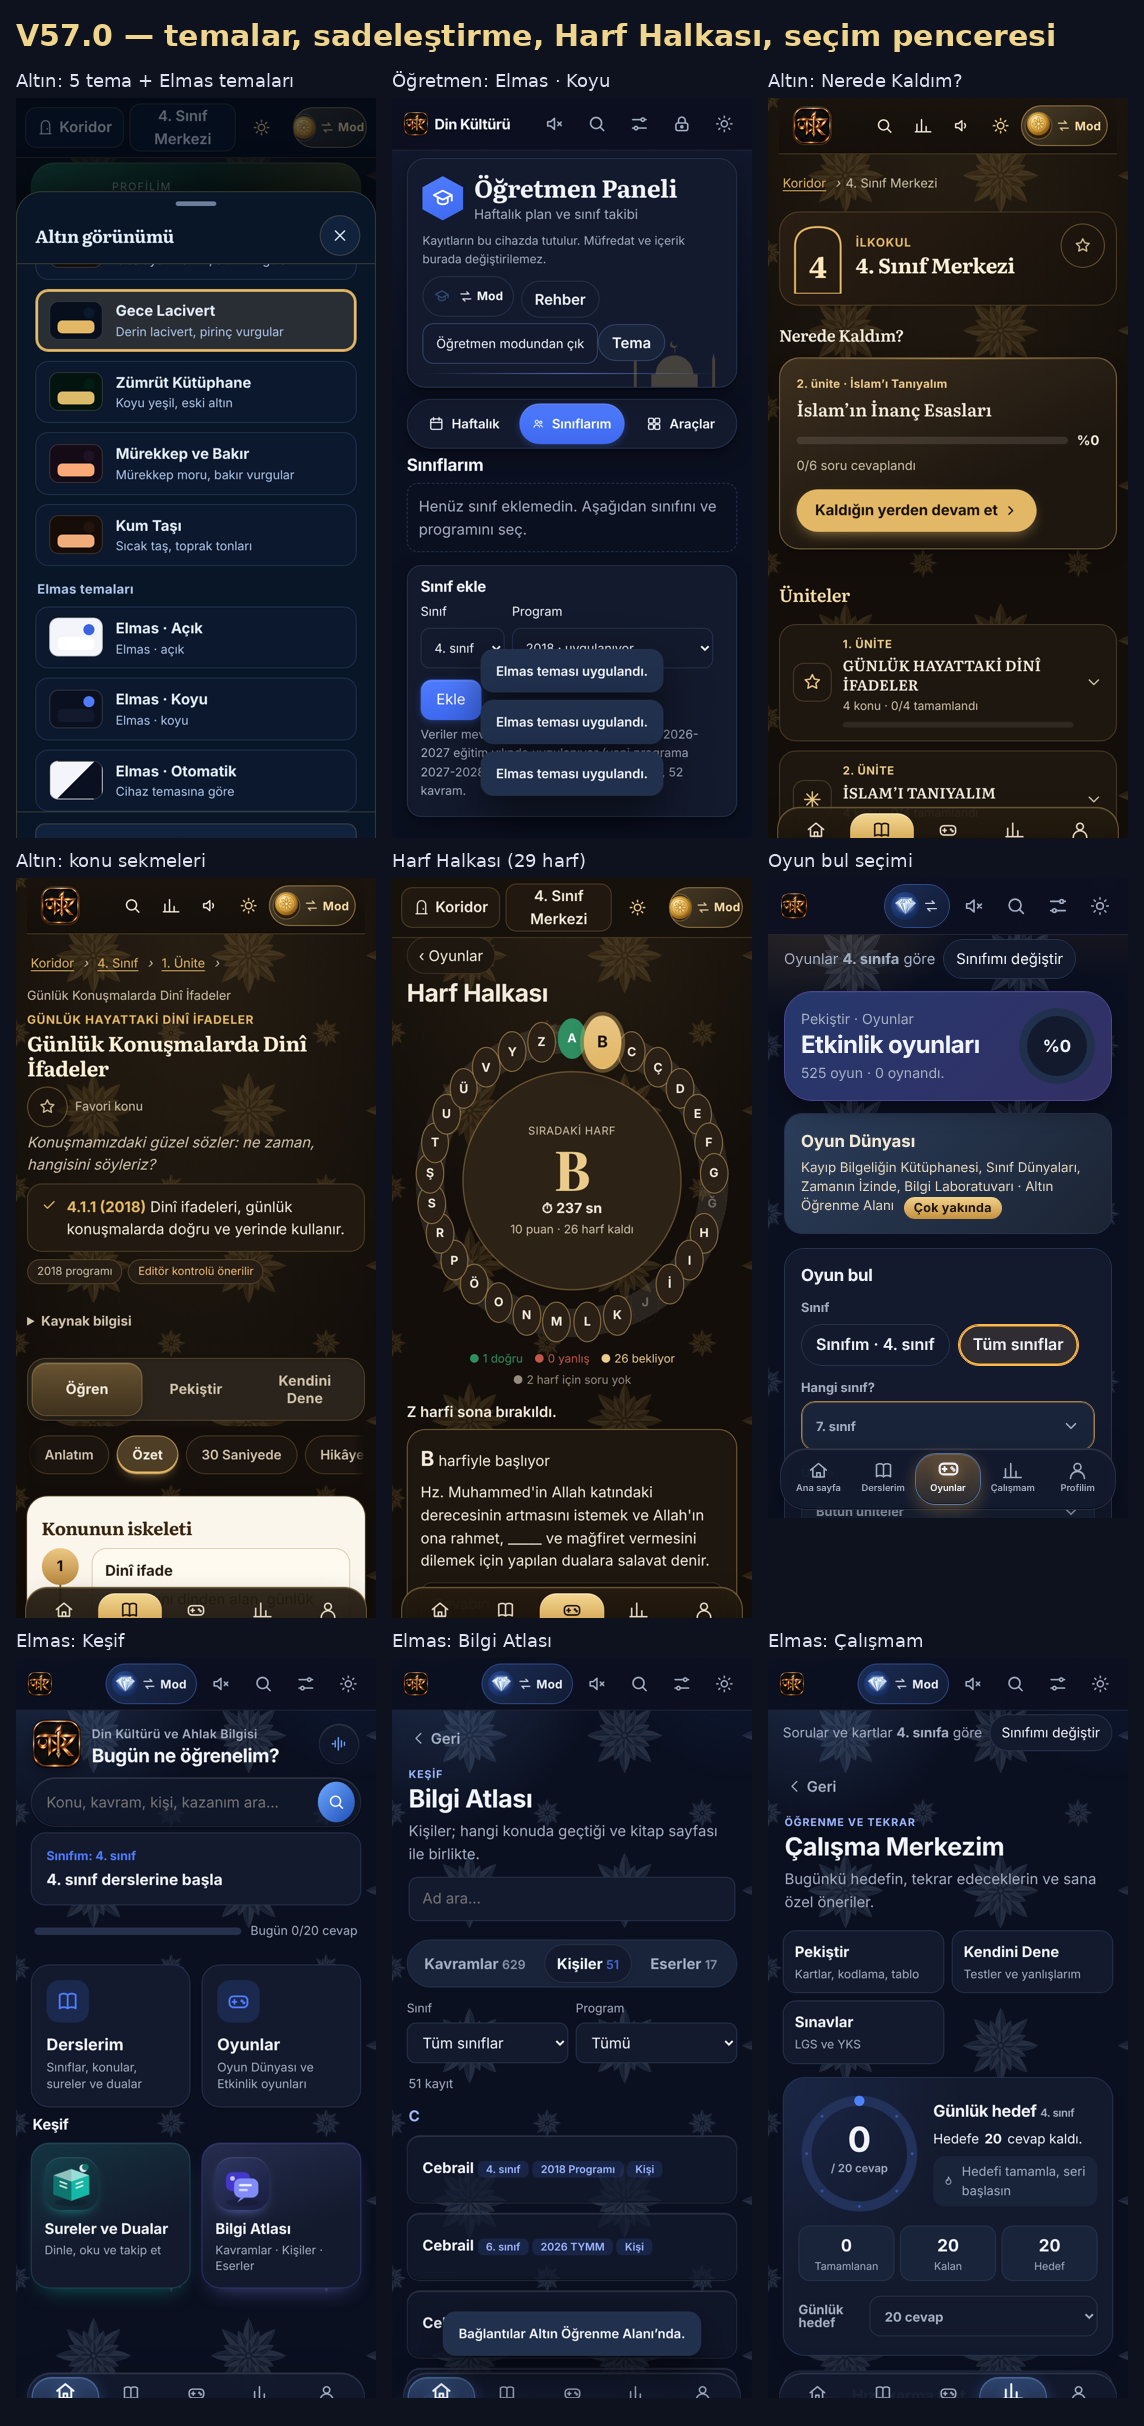 V57.0 — temalar, sadeleştirme, Harf Halkası, seçim penceresi
Altın: 5 tema + Elmas temaları
Koridor
4. Sınıf
Merkezi
Mod
PROFİLİM
Altın görünümü
Gece Lacivert
Derin lacivert, pirinç vurgular
Zümrüt Kütüphane
Koyu yeşil, eski altın
Mürekkep ve Bakır
Mürekkep moru, bakır vurgular
Kum Taşı
Sıcak taş, toprak tonları
Elmas temaları
Elmas · Açık
Elmas · açık
Elmas · Koyu
Elmas · koyu
Elmas · Otomatik
Cihaz temasına göre
Öğretmen: Elmas · Koyu
Din Kültürü
Öğretmen Paneli
Haftalık plan ve sınıf takibi
Kayıtların bu cihazda tutulur. Müfredat ve içerik
burada değiştirilemez.
Mod
Rehber
Öğretmen modundan çık
Tema
Haftalık
Sınıflarım
Araçlar
Sınıflarım
Henüz sınıf eklemedin. Aşağıdan sınıfını ve
programını seç.
Sınıf ekle
Sınıf
Program
4. sınıf
2018 · uygulanıyor
Elmas teması uygulandı.
Ekle
Elmas teması uygulandı.
Veriler
2026-
2027 eğitim
Elmas teması uygulandı.
2027-2028
52
kavram.
Altın: Nerede Kaldım?
Mod
Koridor › 4. Sınıf Merkezi
4
İLKOKUL
4. Sınıf Merkezi
Nerede Kaldım?
2. ünite · İslam’ı Tanıyalım
İslam’ın İnanç Esasları
%0
0/6 soru cevaplandı
Kaldığın yerden devam et
Üniteler
1. ÜNİTE
GÜNLÜK HAYATTAKİ DİNÎ
İFADELER
4 konu · 0/4 tamamlandı
2. ÜNİTE
İSLAM’I TANIYALIM
Altın: konu sekmeleri
Mod
Koridor › 4. Sınıf › 1. Ünite ›
Günlük Konuşmalarda Dinî İfadeler
GÜNLÜK HAYATTAKİ DİNÎ İFADELER
Günlük Konuşmalarda Dinî
İfadeler
Favori konu
Konuşmamızdaki güzel sözler: ne zaman,
hangisini söyleriz?
4.1.1 (2018) Dinî ifadeleri, günlük
konuşmalarda doğru ve yerinde kullanır.
2018 programı
Editör kontrolü önerilir
Kaynak bilgisi
Öğren
Pekiştir
Kendini
Dene
Anlatım
Özet
30 Saniyede
Hikâye
Konunun iskeleti
1
Dinî ifade
Harf Halkası (29 harf)
Koridor
4. Sınıf
Merkezi
Mod
‹ Oyunlar
Harf Halkası
A
B
C
Ç
D
E
F
G
Ğ
H
I
İ
J
K
L
M
N
O
Ö
P
R
S
Ş
T
U
Ü
V
Y
Z
SIRADAKİ HARF
B
237 sn
10 puan · 26 harf kaldı
1 doğru
0 yanlış
26 bekliyor
2 harf için soru yok
Z harfi sona bırakıldı.
B harfiyle başlıyor
Hz. Muhammed'in Allah katındaki
derecesinin artmasını istemek ve Allah'ın
ona rahmet, _____ ve mağfiret vermesini
dilemek için yapılan dualara salavat denir.
Oyun bul seçimi
Oyunlar 4. sınıfa göre
Sınıfımı değiştir
Pekiştir · Oyunlar
Etkinlik oyunları
525 oyun · 0 oynandı.
%0
Oyun Dünyası
Kayıp Bilgeliğin Kütüphanesi, Sınıf Dünyaları,
Zamanın İzinde, Bilgi Laboratuvarı · Altın
Öğrenme Alanı Çok yakında
Oyun bul
Sınıf
Sınıfım · 4. sınıf
Tüm sınıflar
Hangi sınıf?
7. sınıf
Ana sayfa
Derslerim
Oyunlar
Çalışmam
Profilim
Bütün üniteler
Elmas: Keşif
Mod
Din Kültürü ve Ahlak Bilgisi
Bugün ne öğrenelim?
Konu, kavram, kişi, kazanım ara...
Sınıfım: 4. sınıf
4. sınıf derslerine başla
Bugün 0/20 cevap
Derslerim
Sınıflar, konular,
sureler ve dualar
Oyunlar
Oyun Dünyası ve
Etkinlik oyunları
Keşif
Sureler ve Dualar
Dinle, oku ve takip et
Bilgi Atlası
Kavramlar · Kişiler ·
Eserler
Elmas: Bilgi Atlası
Mod
Geri
KEŞİF
Bilgi Atlası
Kişiler; hangi konuda geçtiği ve kitap sayfası
ile birlikte.
Ad ara...
Kavramlar 629
Kişiler 51
Eserler 17
Sınıf
Program
Tüm sınıflar
Tümü
51 kayıt
C
Cebrail 4. sınıf 2018 Programı Kişi
Cebrail 6. sınıf 2026 TYMM Kişi
Bağlantılar Altın Öğrenme Alanı’nda.
Elmas: Çalışmam
Mod
Sorular ve kartlar 4. sınıfa göre
Sınıfımı değiştir
Geri
ÖĞRENME VE TEKRAR
Çalışma Merkezim
Bugünkü hedefin, tekrar edeceklerin ve sana
özel öneriler.
Pekiştir
Kartlar, kodlama, tablo
Kendini Dene
Testler ve yanlışlarım
Sınavlar
LGS ve YKS
0
/ 20 cevap
Günlük hedef 4. sınıf
Hedefe 20 cevap kaldı.
Hedefi tamamla, seri
başlasın
0
Tamamlanan
20
Kalan
20
Hedef
Günlük
hedef
20 cevap